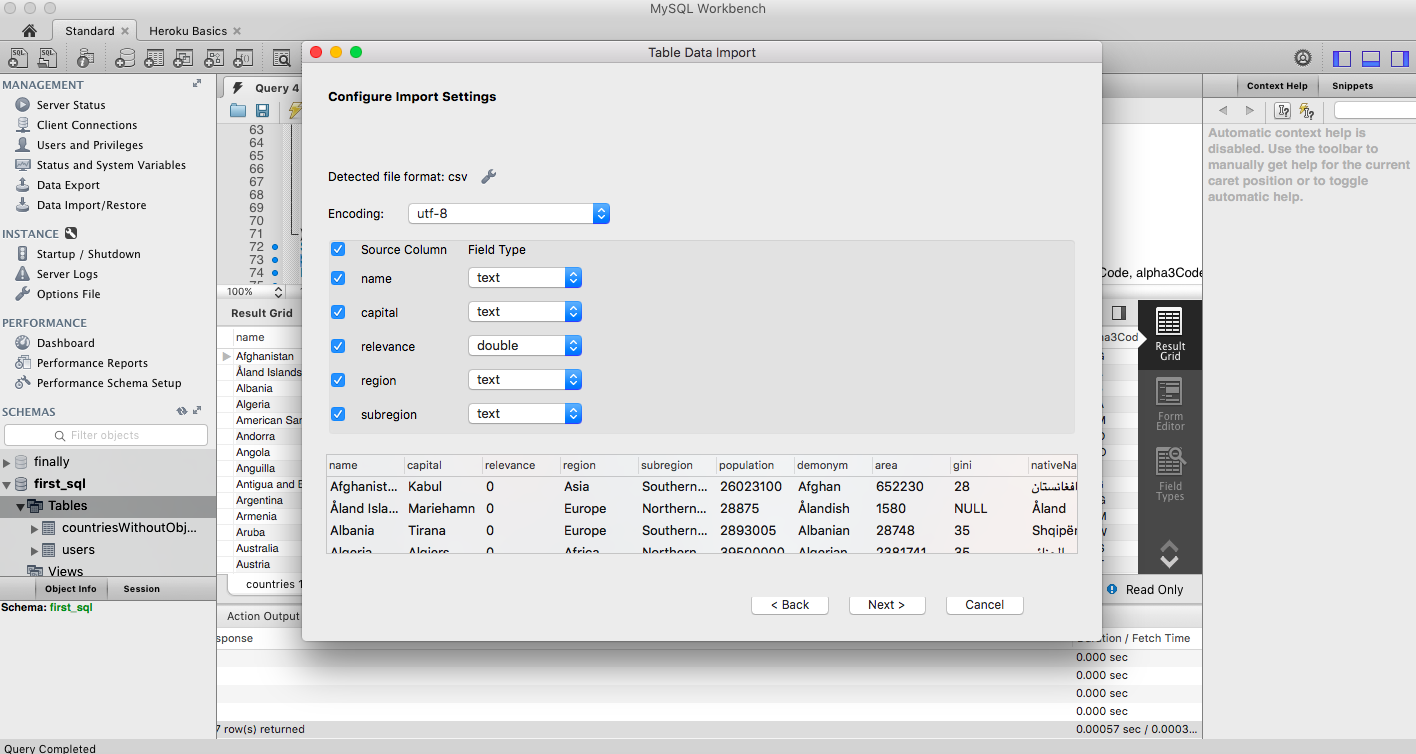 MySQL Workbench
Standard
Heroku Basics
Table Data Import
MANAGEMENT
Server Status
Client Connections
Users and Privileges
Status and System Variables
Data Export
Data Import/Restore
INSTANCE
Startup / Shutdown
Server Logs
Options File
PERFORMANCE
Dashboard
Performance Reports
Performance Schema Setup
SCHEMAS
Filter objects
finally
first_sql
Tables
countriesWithoutObj...
users
Views
Object Info Session
Schema: first_sql
Query Completed
Query 4
63
64
65
66
67
68
69
70
71
72
73
74
100%
Result Grid
name
Afghanistan
Åland Islands
Albania
Algeria
American Sar
Andorra
Angola
Anguilla
Antigua and E
Argentina
Armenia
Aruba
Australia
Austria
countries 1
Action Output
sponse
7 row(s) returned
Configure Import Settings
Detected file format: csv
Encoding: utf-8
Source Column Field Type
name text
capital text
relevance double
region text
subregion text
name capital relevance region subregion population demonym area gini nativeNa
Afghanist... Kabul 0 Asia Southern... 26023100 Afghan 652230 28 افغانستان
Åland Isla... Mariehamn 0 Europe Northern... 28875 Ålandish 1580 NULL Åland
Albania Tirana 0 Europe Southern... 2893005 Albanian 28748 35 Shqipër
Algeria Algiers 0 Africa Northern 39500000 Algerian 2381741 35
< Back Next > Cancel
Code, alpha3Code
na3Cod
Result Grid
Form Editor
Field Types
Read Only
Duration / Fetch Time
0.000 sec
0.000 sec
0.000 sec
0.000 sec
0.00057 sec / 0.0003...
Context Help Snippets
Automatic context help is
disabled. Use the toolbar to
manually get help for the current
caret position or to toggle
automatic help.